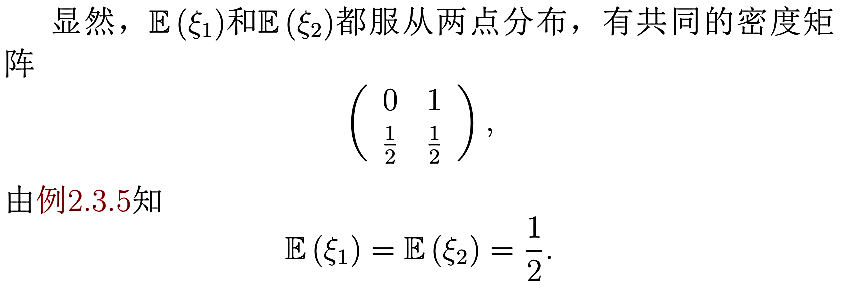 显然，𝔼 (ξ₁)和𝔼 (ξ₂)都服从两点分布，有共同的密度矩
阵
( 0 1
1/2 1/2 ) ,
由例2.3.5知
𝔼 (ξ₁) = 𝔼 (ξ₂) = 1/2.